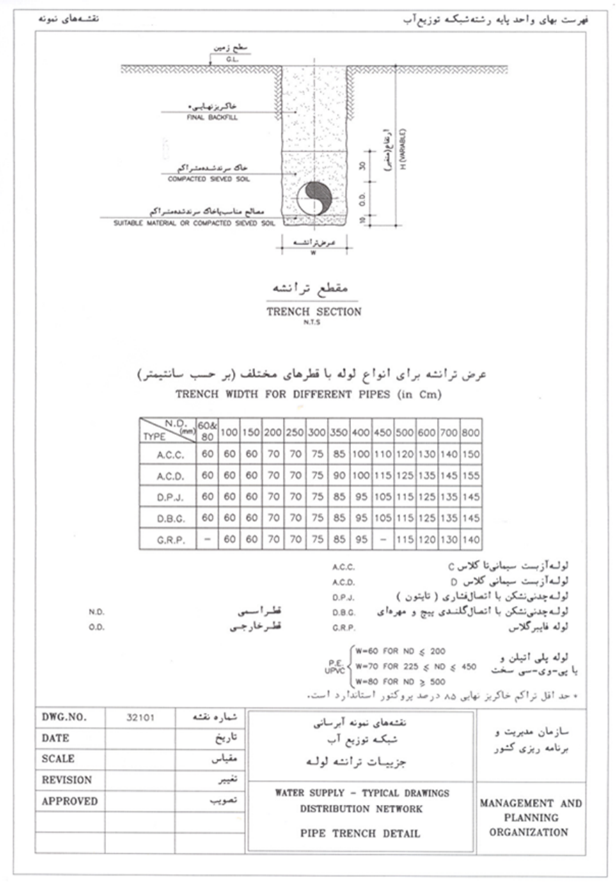 فهرست بهای واحد پایه رشته شبکه توزیع آب
نقشه‌های نمونه
سطح زمین
G.L.
خاکریز نهایی*
FINAL BACKFILL
خاک سرند شده متراکم
COMPACTED SIEVED SOIL
مصالح مناسب یا خاک سرند شده متراکم
SUITABLE MATERIAL OR COMPACTED SIEVED SOIL
30
O.D.
10
ارتفاع (متغیر)
H (VARIABLE)
عرض ترانشه
W
مقطع ترانشه
TRENCH SECTION
N.T.S
عرض ترانشه برای انواع لوله با قطرهای مختلف (بر حسب سانتیمتر)
TRENCH WIDTH FOR DIFFERENT PIPES (in Cm)
TYPE N.D. (mm) 60& 80 100 150 200 250 300 350 400 450 500 600 700 800
A.C.C. 60 60 60 70 70 75 85 100 110 120 130 140 150
A.C.D. 60 60 60 70 70 75 90 100 115 125 135 145 155
D.P.J. 60 60 60 70 70 75 85 95 105 115 125 135 145
D.B.G. 60 60 60 70 70 75 85 95 105 115 125 135 145
G.R.P. – 60 60 70 70 75 85 95 – 115 120 130 140
لوله آزبست سیمانی تا کلاس C A.C.C.
لوله آزبست سیمانی کلاس D A.C.D.
لوله چدنی نشکن با اتصال فشاری (تایتون) D.P.J.
لوله چدنی نشکن با اتصال گلندی پیچ و مهره‌ای D.B.G. قطر اسمی N.D.
لوله فایبرگلاس G.R.P. قطر خارجی O.D.
لوله پلی اتیلن و
یا پی-وی-سی سخت
P.E.
UPVC
W=60 FOR ND ≤ 200
W=70 FOR 225 ≤ ND ≤ 450
W=80 FOR ND ≥ 500
* حد اقل تراکم خاکریز نهایی ۸۵ درصد پروکتور استاندارد است.
DWG.NO. 32101 شماره نقشه
DATE تاریخ
SCALE مقیاس
REVISION تغییر
APPROVED تصویب
نقشه‌های نمونه آبرسانی
شبکه توزیع آب
جزییات ترانشه لوله
WATER SUPPLY – TYPICAL DRAWINGS
DISTRIBUTION NETWORK
PIPE TRENCH DETAIL
سازمان مدیریت و
برنامه ریزی کشور
MANAGEMENT AND
PLANNING
ORGANIZATION